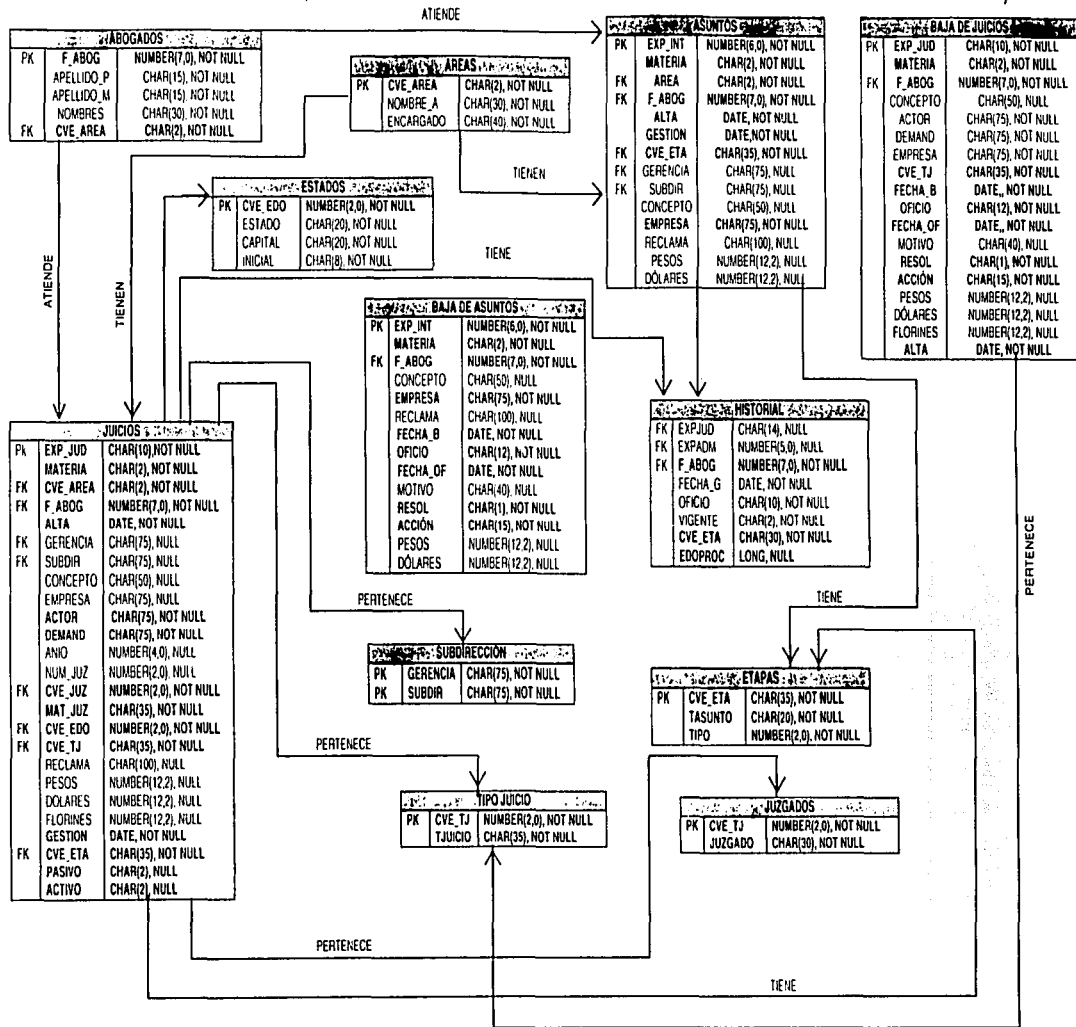 ATIENDE
ABOGADOS
PK F_ABOG NUMBER(7,0), NOT NULL
APELLIDO_P CHAR(15), NOT NULL
APELLIDO_M CHAR(15), NOT NULL
NOMBRES CHAR(30), NOT NULL
FK CVE_AREA CHAR(2), NOT NULL
AREAS
PK CVE_AREA CHAR(2), NOT NULL
NOMBRE_A CHAR(30), NOT NULL
ENCARGADO CHAR(40), NOT NULL
ASUNTOS
PK EXP_INT NUMBER(6,0), NOT NULL
MATERIA CHAR(2), NOT NULL
FK AREA CHAR(2), NOT NULL
FK F_ABOG NUMBER(7,0), NOT NULL
ALTA DATE, NOT NULL
GESTION DATE,NOT NULL
FK CVE_ETA CHAR(35), NOT NULL
FK GERENCIA CHAR(75), NULL
FK SUBDIR CHAR(75), NULL
CONCEPTO CHAR(50), NULL
EMPRESA CHAR(75), NOT NULL
RECLAMA CHAR(100), NULL
PESOS NUMBER(12,2), NULL
DÓLARES NUMBER(12,2), NULL
BAJA DE JUICIOS
PK EXP_JUD CHAR(10), NOT NULL
MATERIA CHAR(2), NOT NULL
FK F_ABOG NUMBER(7,0), NOT NULL
CONCEPTO CHAR(50), NULL
ACTOR CHAR(75), NOT NULL
DEMAND CHAR(75), NOT NULL
EMPRESA CHAR(75), NOT NULL
CVE_TJ CHAR(35), NOT NULL
FECHA_B DATE,, NOT NULL
OFICIO CHAR(12), NOT NULL
FECHA_OF DATE,, NOT NULL
MOTIVO CHAR(40), NULL
RESOL CHAR(1), NOT NULL
ACCIÓN CHAR(15), NOT NULL
PESOS NUMBER(12,2), NULL
DÓLARES NUMBER(12,2), NULL
FLORINES NUMBER(12,2), NULL
ALTA DATE, NOT NULL
TIENEN
ESTADOS
PK CVE_EDO NUMBER(2,0), NOT NULL
ESTADO CHAR(20), NOT NULL
CAPITAL CHAR(20), NOT NULL
INICIAL CHAR(8), NOT NULL
TIENE
ATIENDE
TIENEN
BAJA DE ASUNTOS
PK EXP_INT NUMBER(6,0), NOT NULL
MATERIA CHAR(2), NOT NULL
FK F_ABOG NUMBER(7,0), NOT NULL
CONCEPTO CHAR(50), NULL
EMPRESA CHAR(75), NOT NULL
RECLAMA CHAR(100), NULL
FECHA_B DATE, NOT NULL
OFICIO CHAR(12), NOT NULL
FECHA_OF DATE, NOT NULL
MOTIVO CHAR(40), NULL
RESOL CHAR(1), NOT NULL
ACCIÓN CHAR(15), NOT NULL
PESOS NUMBER(12,2), NULL
DÓLARES NUMBER(12,2), NULL
HISTORIAL
FK EXPJUD CHAR(14), NULL
FK EXPADM NUMBER(5,0), NULL
FK F_ABOG NUMBER(7,0), NOT NULL
FECHA_G DATE, NOT NULL
OFICIO CHAR(10), NOT NULL
VIGENTE CHAR(2), NOT NULL
CVE_ETA CHAR(30), NOT NULL
EDOPROC LONG, NULL
JUICIOS
PK EXP_JUD CHAR(10),NOT NULL
MATERIA CHAR(2), NOT NULL
FK CVE_AREA CHAR(2), NOT NULL
FK F_ABOG NUMBER(7,0), NOT NULL
ALTA DATE, NOT NULL
FK GERENCIA CHAR(75), NULL
FK SUBDIR CHAR(75), NULL
CONCEPTO CHAR(50), NULL
EMPRESA CHAR(75), NULL
ACTOR CHAR(75), NOT NULL
DEMAND CHAR(75), NOT NULL
ANIO NUMBER(4,0), NULL
NUM_JUZ NUMBER(2,0), NULL
FK CVE_JUZ NUMBER(2,0), NOT NULL
MAT_JUZ CHAR(35), NOT NULL
FK CVE_EDO NUMBER(2,0), NOT NULL
FK CVE_TJ CHAR(35), NOT NULL
RECLAMA CHAR(100), NULL
PESOS NUMBER(12,2), NULL
DOLARES NUMBER(12,2), NULL
FLORINES NUMBER(12,2), NULL
GESTION DATE, NOT NULL
FK CVE_ETA CHAR(35), NOT NULL
PASIVO CHAR(2), NULL
ACTIVO CHAR(2), NULL
PERTENECE
PERTENECE
TIENE
SUBDIRECCIÓN
PK GERENCIA CHAR(75), NOT NULL
PK SUBDIR CHAR(75), NOT NULL
ETAPAS
PK CVE_ETA CHAR(35), NOT NULL
TASUNTO CHAR(20), NOT NULL
TIPO NUMBER(2,0), NOT NULL
PERTENECE
TIPO JUICIO
PK CVE_TJ NUMBER(2,0), NOT NULL
TJUICIO CHAR(35), NOT NULL
JUZGADOS
PK CVE_TJ NUMBER(2,0), NOT NULL
JUZGADO CHAR(30), NOT NULL
PERTENECE
TIENE